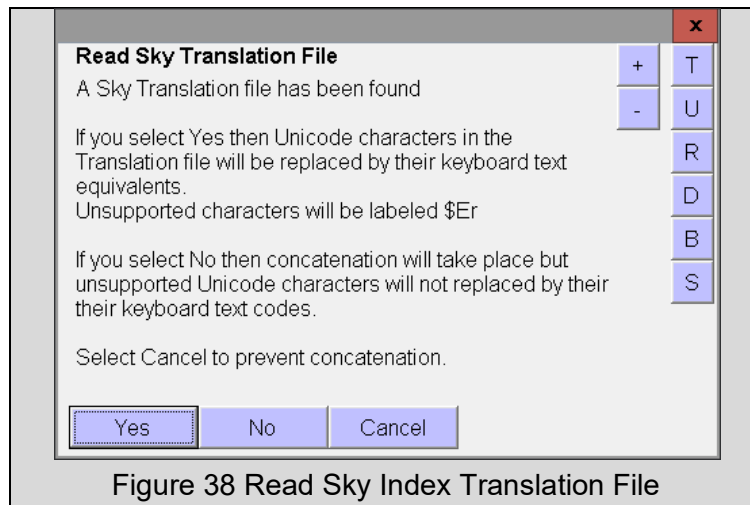 x
Read Sky Translation File
A Sky Translation file has been found
+
-
T
U
R
D
B
S
If you select Yes then Unicode characters in the
Translation file will be replaced by their keyboard text
equivalents.
Unsupported characters will be labeled $Er
If you select No then concatenation will take place but
unsupported Unicode characters will not replaced by their
their keyboard text codes.
Select Cancel to prevent concatenation.
Yes No Cancel
Figure 38 Read Sky Index Translation File